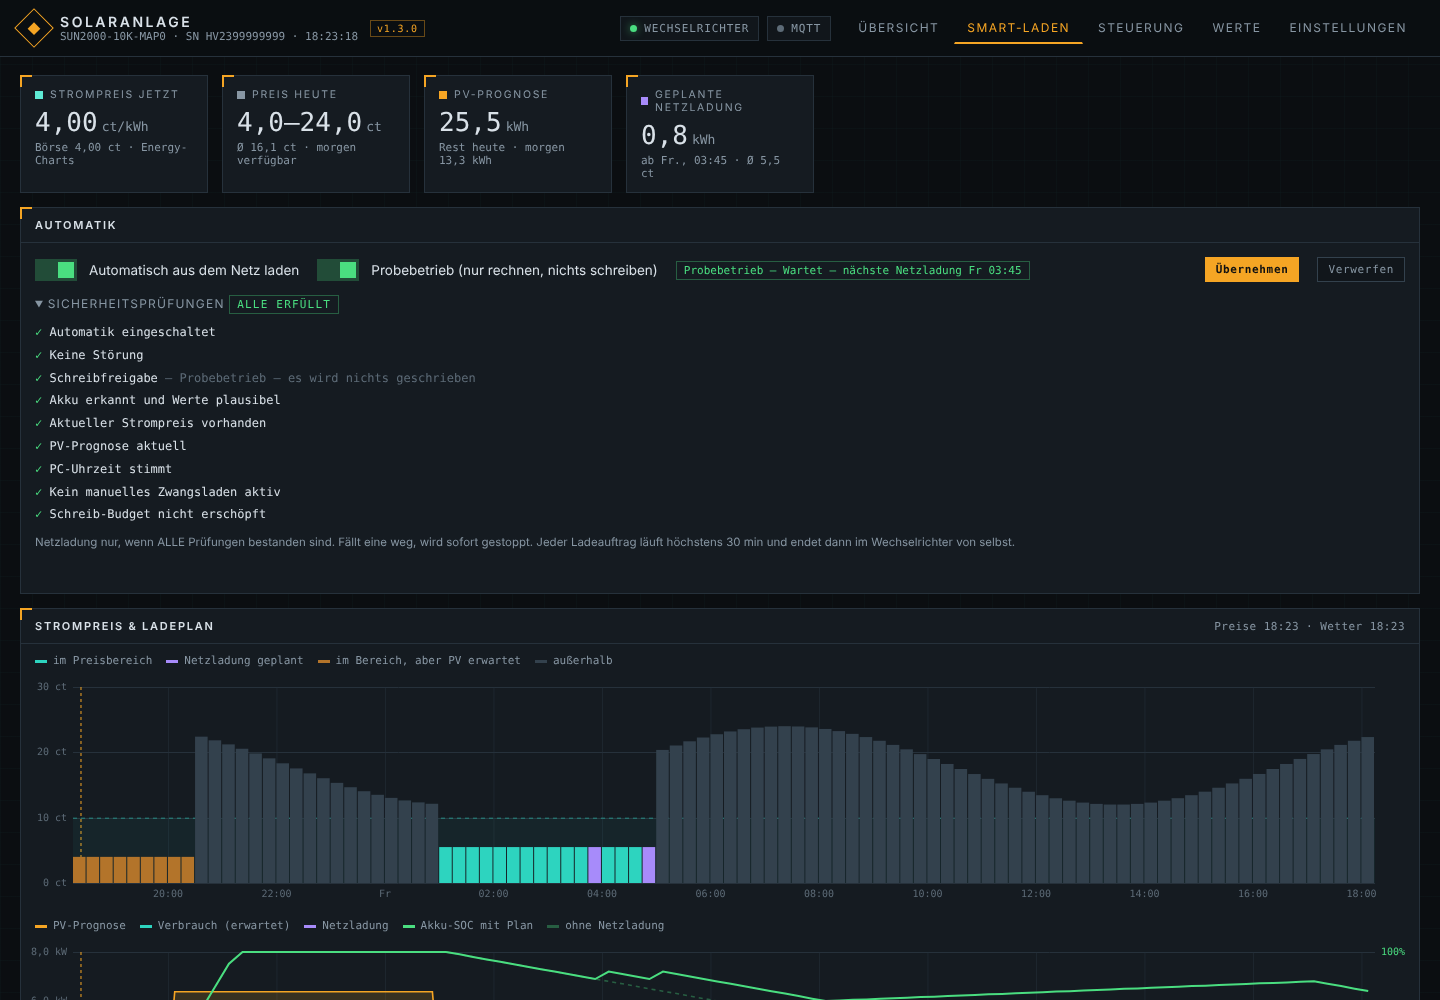 SOLARANLAGE
SUN2000-10K-MAP0 · SN HV2399999999 · 18:23:18
v1.3.0
WECHSELRICHTER
MQTT
ÜBERSICHT
SMART-LADEN
STEUERUNG
WERTE
EINSTELLUNGEN
STROMPREIS JETZT
4,00 ct/kWh
Börse 4,00 ct · Energy-
Charts
PREIS HEUTE
4,0–24,0 ct
Ø 16,1 ct · morgen
verfügbar
PV-PROGNOSE
25,5 kWh
Rest heute · morgen
13,3 kWh
GEPLANTE
NETZLADUNG
0,8 kWh
ab Fr., 03:45 · Ø 5,5
ct
AUTOMATIK
Automatisch aus dem Netz laden
Probebetrieb (nur rechnen, nichts schreiben)
Probebetrieb – Wartet – nächste Netzladung Fr 03:45
Übernehmen
Verwerfen
▼ SICHERHEITSPRÜFUNGEN ALLE ERFÜLLT
✓ Automatik eingeschaltet
✓ Keine Störung
✓ Schreibfreigabe – Probebetrieb – es wird nichts geschrieben
✓ Akku erkannt und Werte plausibel
✓ Aktueller Strompreis vorhanden
✓ PV-Prognose aktuell
✓ PC-Uhrzeit stimmt
✓ Kein manuelles Zwangsladen aktiv
✓ Schreib-Budget nicht erschöpft
Netzladung nur, wenn ALLE Prüfungen bestanden sind. Fällt eine weg, wird sofort gestoppt. Jeder Ladeauftrag läuft höchstens 30 min und endet dann im Wechselrichter von selbst.
STROMPREIS & LADEPLAN
Preise 18:23 · Wetter 18:23
im Preisbereich
Netzladung geplant
im Bereich, aber PV erwartet
außerhalb
30 ct
20 ct
10 ct
0 ct
20:00
22:00
Fr
02:00
04:00
06:00
08:00
10:00
12:00
14:00
16:00
18:00
PV-Prognose
Verbrauch (erwartet)
Netzladung
Akku-SOC mit Plan
ohne Netzladung
8,0 kW
100%
6,0 kW